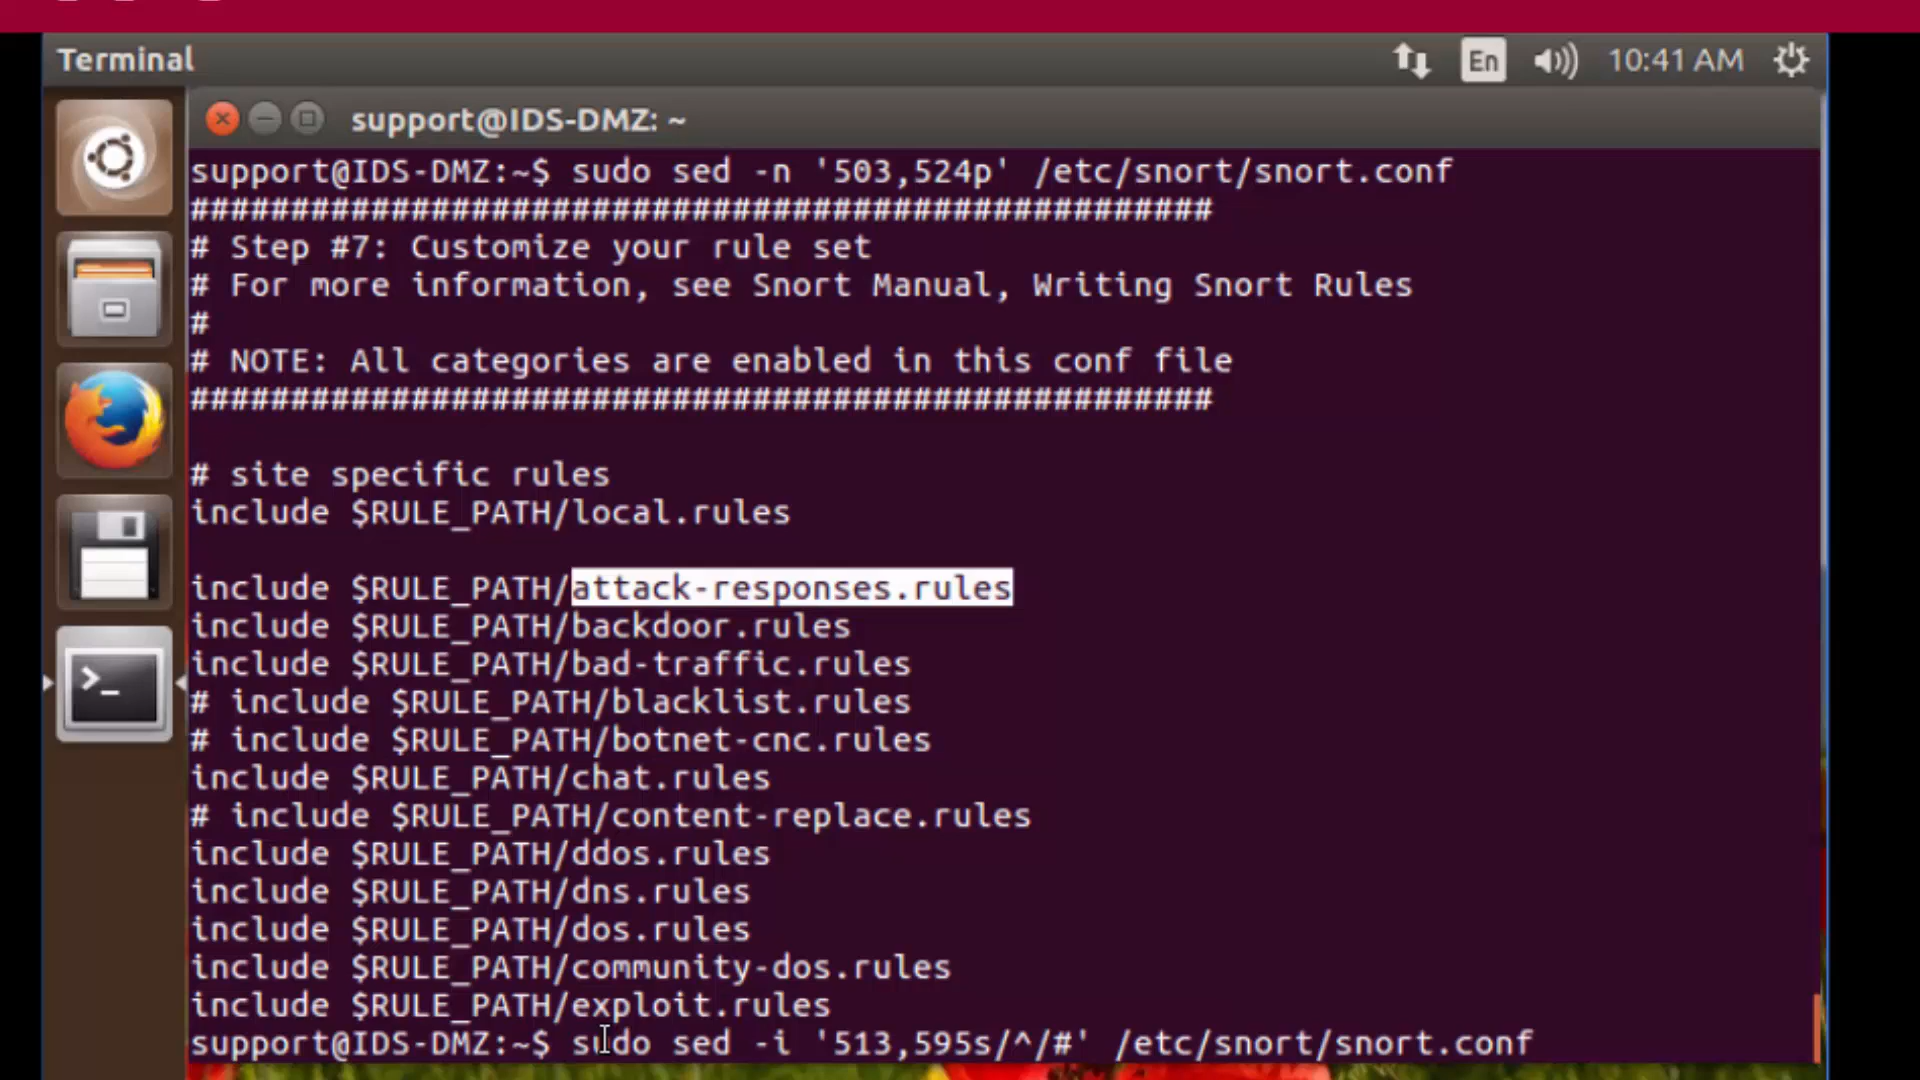 Terminal
En
10:41 AM
support@IDS-DMZ: ~
support@IDS-DMZ:~$ sudo sed -n '503,524p' /etc/snort/snort.conf
###################################################
# Step #7: Customize your rule set
# For more information, see Snort Manual, Writing Snort Rules
#
# NOTE: All categories are enabled in this conf file
###################################################
# site specific rules
include $RULE_PATH/local.rules
include $RULE_PATH/attack-responses.rules
include $RULE_PATH/backdoor.rules
include $RULE_PATH/bad-traffic.rules
# include $RULE_PATH/blacklist.rules
# include $RULE_PATH/botnet-cnc.rules
include $RULE_PATH/chat.rules
# include $RULE_PATH/content-replace.rules
include $RULE_PATH/ddos.rules
include $RULE_PATH/dns.rules
include $RULE_PATH/dos.rules
include $RULE_PATH/community-dos.rules
include $RULE_PATH/exploit.rules
support@IDS-DMZ:~$ sudo sed -i '513,595s/^/#' /etc/snort/snort.conf